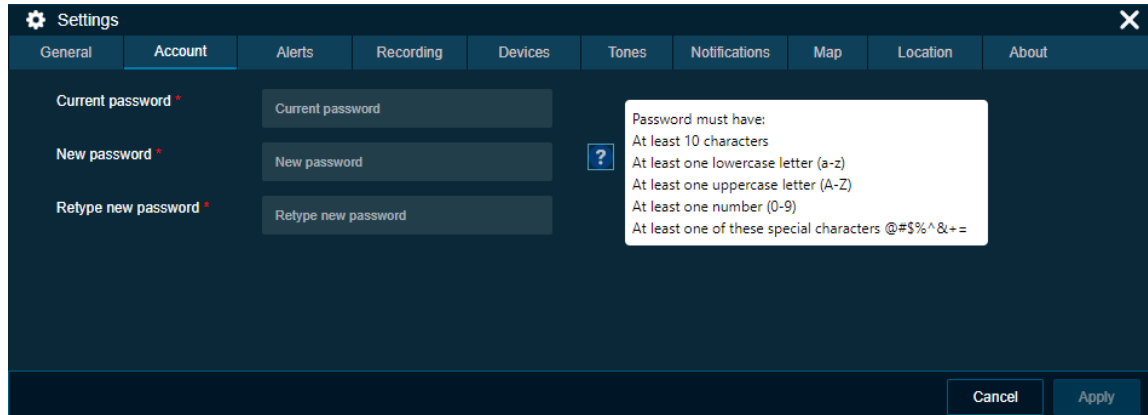 Settings
General Account Alerts Recording Devices Tones Notifications Map Location About
Current password * Current password
New password * New password ?
Retype new password * Retype new password
Password must have:
At least 10 characters
At least one lowercase letter (a-z)
At least one uppercase letter (A-Z)
At least one number (0-9)
At least one of these special characters @#$%^&+=
Cancel Apply